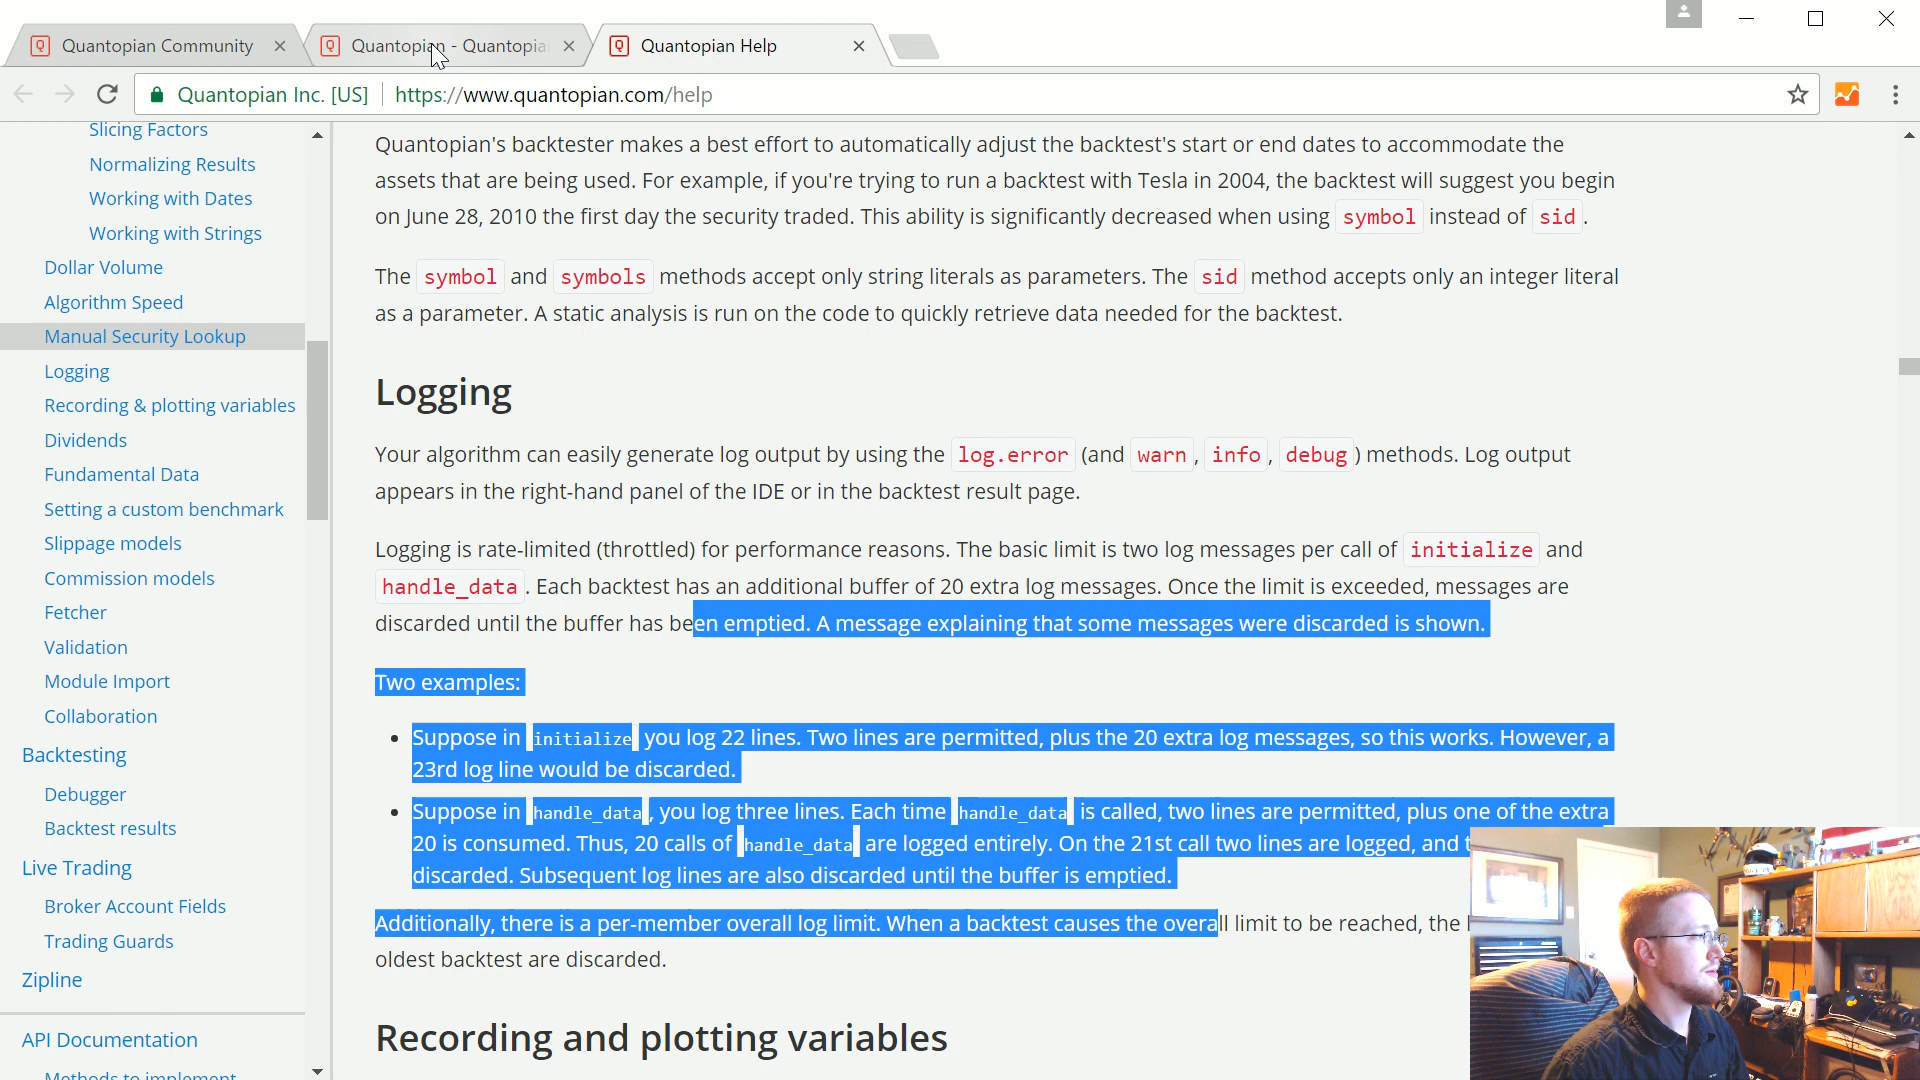 Quantopian Community
Quantopian - Quantopia
Quantopian Help
Quantopian Inc. [US]
https://www.quantopian.com/help
Slicing Factors
Normalizing Results
Working with Dates
Working with Strings
Dollar Volume
Algorithm Speed
Manual Security Lookup
Logging
Recording & plotting variables
Dividends
Fundamental Data
Setting a custom benchmark
Slippage models
Commission models
Fetcher
Validation
Module Import
Collaboration
Backtesting
Debugger
Backtest results
Live Trading
Broker Account Fields
Trading Guards
Zipline
API Documentation
Methods to implement
Quantopian's backtester makes a best effort to automatically adjust the backtest's start or end dates to accommodate the
assets that are being used. For example, if you're trying to run a backtest with Tesla in 2004, the backtest will suggest you begin
on June 28, 2010 the first day the security traded. This ability is significantly decreased when using symbol instead of sid .
The symbol and symbols methods accept only string literals as parameters. The sid method accepts only an integer literal
as a parameter. A static analysis is run on the code to quickly retrieve data needed for the backtest.
Logging
Your algorithm can easily generate log output by using the log.error (and warn , info , debug ) methods. Log output
appears in the right-hand panel of the IDE or in the backtest result page.
Logging is rate-limited (throttled) for performance reasons. The basic limit is two log messages per call of initialize and
handle_data . Each backtest has an additional buffer of 20 extra log messages. Once the limit is exceeded, messages are
discarded until the buffer has been emptied. A message explaining that some messages were discarded is shown.
Two examples:
• Suppose in initialize you log 22 lines. Two lines are permitted, plus the 20 extra log messages, so this works. However, a
23rd log line would be discarded.
• Suppose in handle_data , you log three lines. Each time handle_data is called, two lines are permitted, plus one of the extra
20 is consumed. Thus, 20 calls of handle_data are logged entirely. On the 21st call two lines are logged, and t
discarded. Subsequent log lines are also discarded until the buffer is emptied.
Additionally, there is a per-member overall log limit. When a backtest causes the overall limit to be reached, the l
oldest backtest are discarded.
Recording and plotting variables